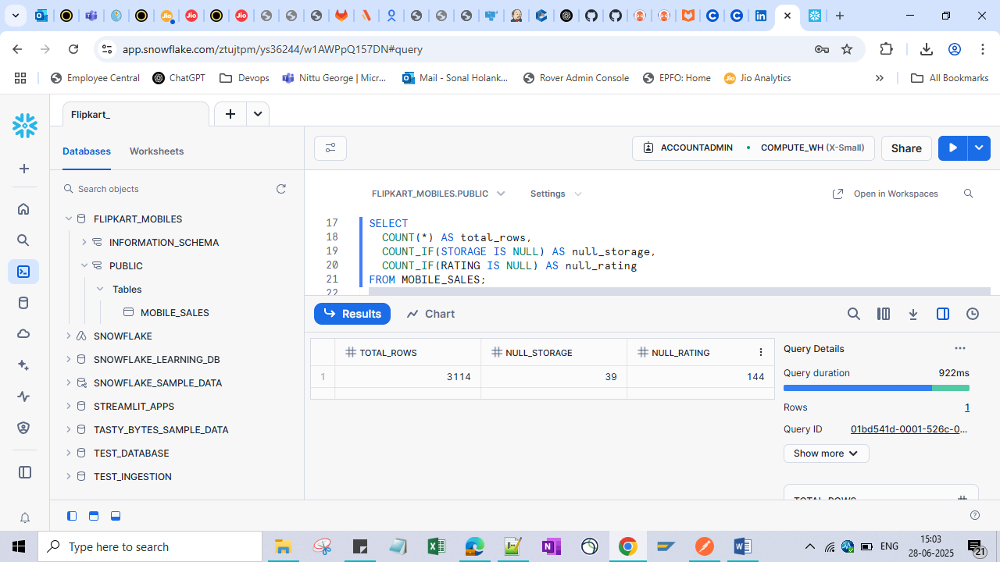 app.snowflake.com/ztujtpm/ys36244/w1AWPpQ157DN#query
Employee Central
ChatGPT
Devops
Nittu George | Micr...
Mail - Sonal Holank...
Rover Admin Console
EPFO: Home
Jio Analytics
All Bookmarks
Flipkart_
Databases
Worksheets
ACCOUNTADMIN
COMPUTE_WH (X-Small)
Share
Search objects
FLIPKART_MOBILES.PUBLIC
Settings
Open in Workspaces
FLIPKART_MOBILES
INFORMATION_SCHEMA
PUBLIC
Tables
MOBILE_SALES
SNOWFLAKE
SNOWFLAKE_LEARNING_DB
SNOWFLAKE_SAMPLE_DATA
STREAMLIT_APPS
TASTY_BYTES_SAMPLE_DATA
TEST_DATABASE
TEST_INGESTION
17 SELECT
18 COUNT(*) AS total_rows,
19 COUNT_IF(STORAGE IS NULL) AS null_storage,
20 COUNT_IF(RATING IS NULL) AS null_rating
21 FROM MOBILE_SALES;
22
Results
Chart
TOTAL_ROWS NULL_STORAGE NULL_RATING
1 3114 39 144
Query Details
Query duration 922ms
Rows 1
Query ID 01bd541d-0001-526c-0...
Show more
TOTAL_ROWS
Type here to search
ENG
15:03
28-06-2025
21